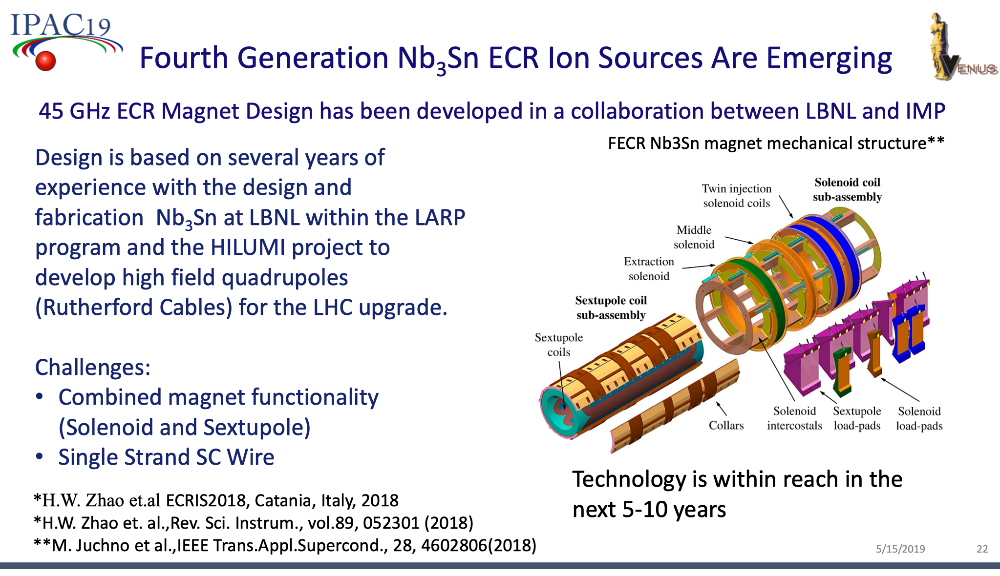 IPAC19
Fourth Generation Nb3Sn ECR Ion Sources Are Emerging
VENUS
45 GHz ECR Magnet Design has been developed in a collaboration between LBNL and IMP
Design is based on several years of
experience with the design and
fabrication Nb3Sn at LBNL within the LARP
program and the HILUMI project to
develop high field quadrupoles
(Rutherford Cables) for the LHC upgrade.
Challenges:
• Combined magnet functionality
(Solenoid and Sextupole)
• Single Strand SC Wire
*H.W. Zhao et.al ECRIS2018, Catania, Italy, 2018
*H.W. Zhao et. al.,Rev. Sci. Instrum., vol.89, 052301 (2018)
**M. Juchno et al.,IEEE Trans.Appl.Supercond., 28, 4602806(2018)
FECR Nb3Sn magnet mechanical structure**
Solenoid coil
sub-assembly
Twin injection
solenoid coils
Middle
solenoid
Extraction
solenoid
Sextupole coil
sub-assembly
Sextupole
coils
Collars
Solenoid
intercostals
Sextupole
load-pads
Solenoid
load-pads
Technology is within reach in the
next 5-10 years
5/15/2019
22